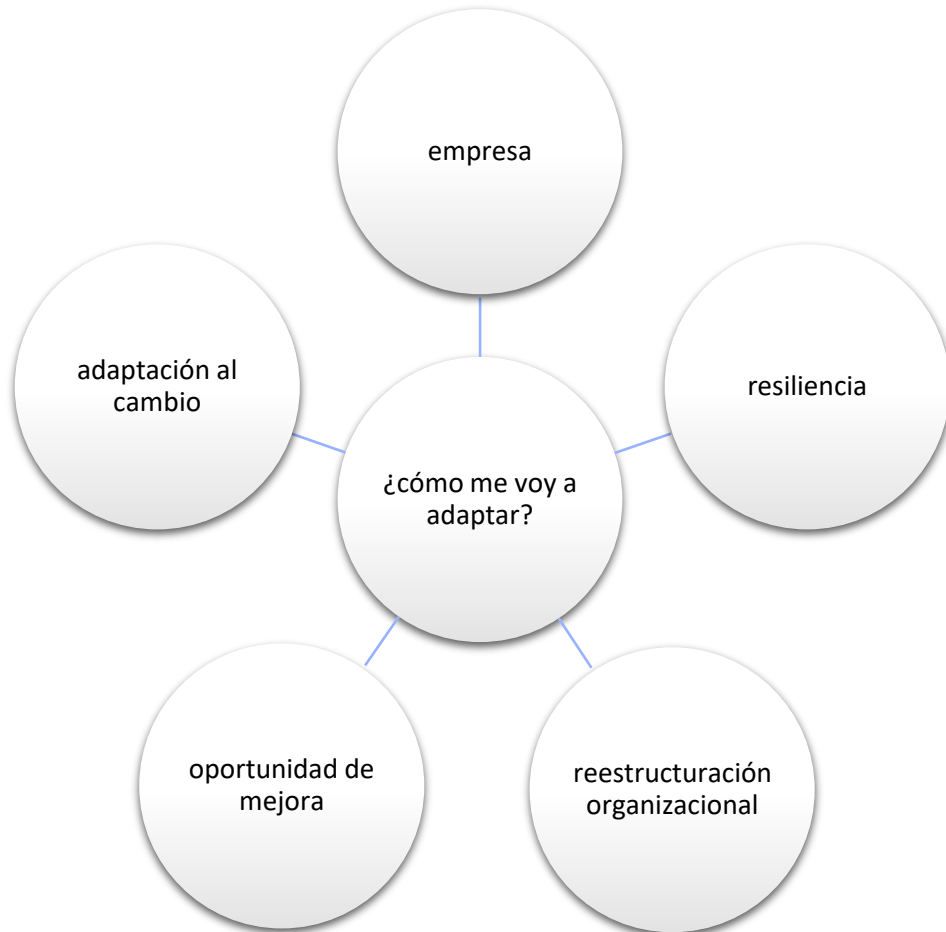 empresa
adaptación al
cambio
resiliencia
¿cómo me voy a
adaptar?
oportunidad de
mejora
reestructuración
organizacional